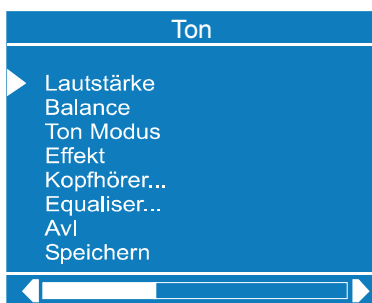 Ton
Lautstärke
Balance
Ton Modus
Effekt
Kopfhörer...
Equaliser...
Avl
Speichern